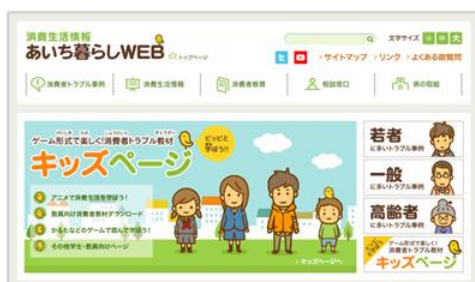 消費生活情報
あいち暮らしWEB
トップページ
文字サイズ 小 中 大
サイトマップ
リンク
よくある御質問
消費者トラブル事例
消費生活情報
消費者教育
相談窓口
県の取組
ゲーム形式で楽しく!消費者トラブル教材
キッズページ
ピッピと
学ぼう!!
アニメで消費生活を学ぼう!
教員向け消費者教材ダウンロード
かるたなどのゲームで遊んで学ぼう!
その他学生・教員向けページ
キッズページへ
若者
に多いトラブル事例
一般
に多いトラブル事例
高齢者
に多いトラブル事例
ゲーム形式で楽しく!
消費者トラブル教材
キッズページ